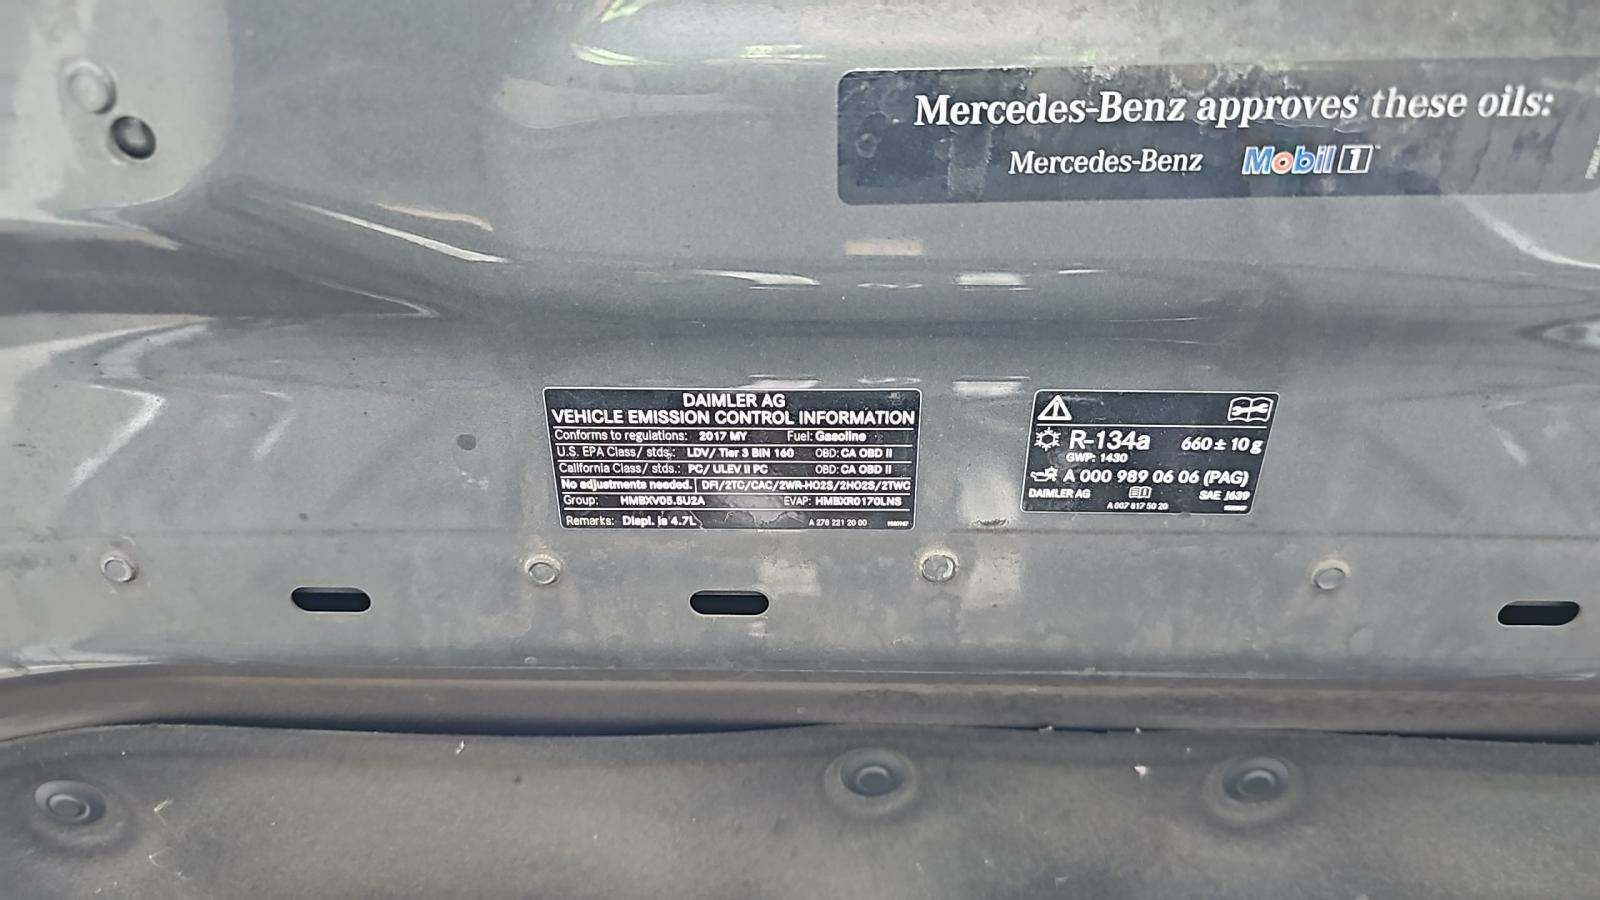 Mercedes-Benz approves these oils:
Mercedes-Benz Mobil 1
DAIMLER AG
VEHICLE EMISSION CONTROL INFORMATION
Conforms to regulations: 2017 MY Fuel: Gasoline
U.S. EPA Class/ stds.: LDV/ Tier 3 BIN 160 OBD: CA OBD II
California Class/ stds.: PC/ ULEV II PC OBD: CA OBD II
No adjustments needed. DFI/2TC/CAC/2WR-HO2S/2HO2S/2TWC
Group: HMBXV05.5U2A EVAP: HMBXR0170LNS
Remarks: Displ. is 4.7L A 278 221 20 00
R-134a 660 ± 10 g
GWP: 1430
A 000 989 06 06 (PAG)
DAIMLER AG SAE J639
A 007 817 50 20